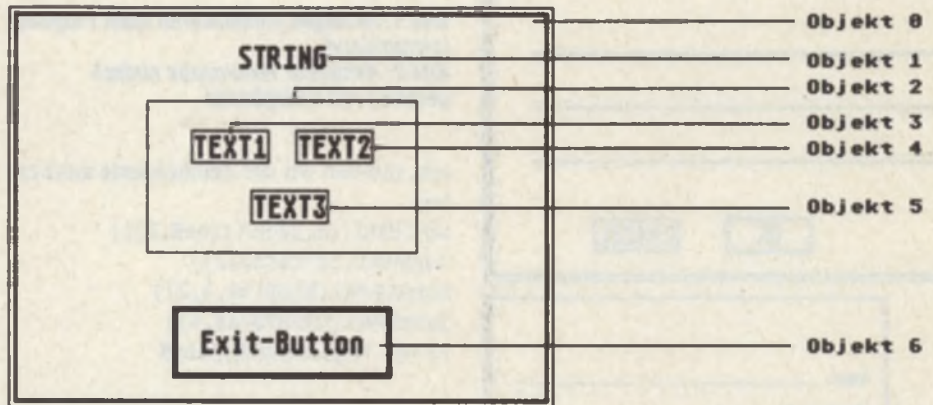 Objekt 0
STRING
Objekt 1
Objekt 2
Objekt 3
TEXT1 TEXT2
Objekt 4
TEXT3
Objekt 5
Exit-Button
Objekt 6